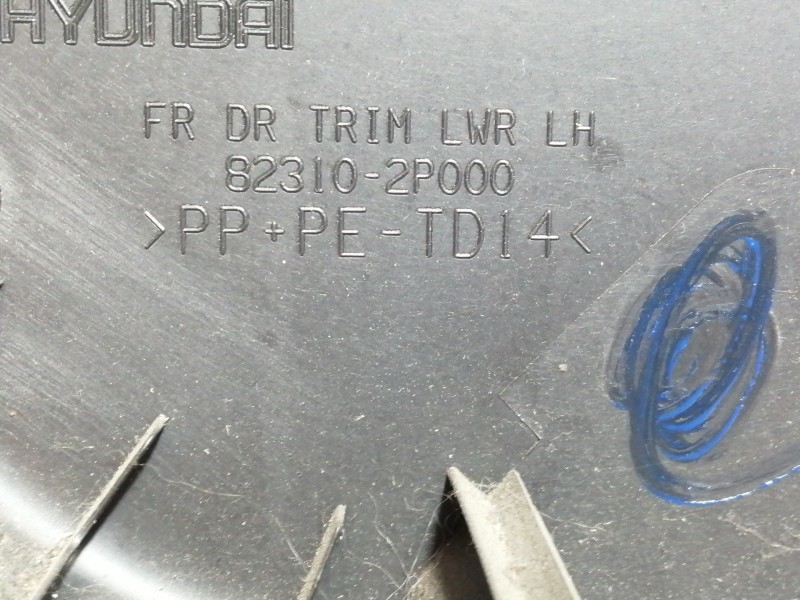 HYUNDAI
FR DR TRIM LWR LH
82310-2P000
>PP+PE-TD14<